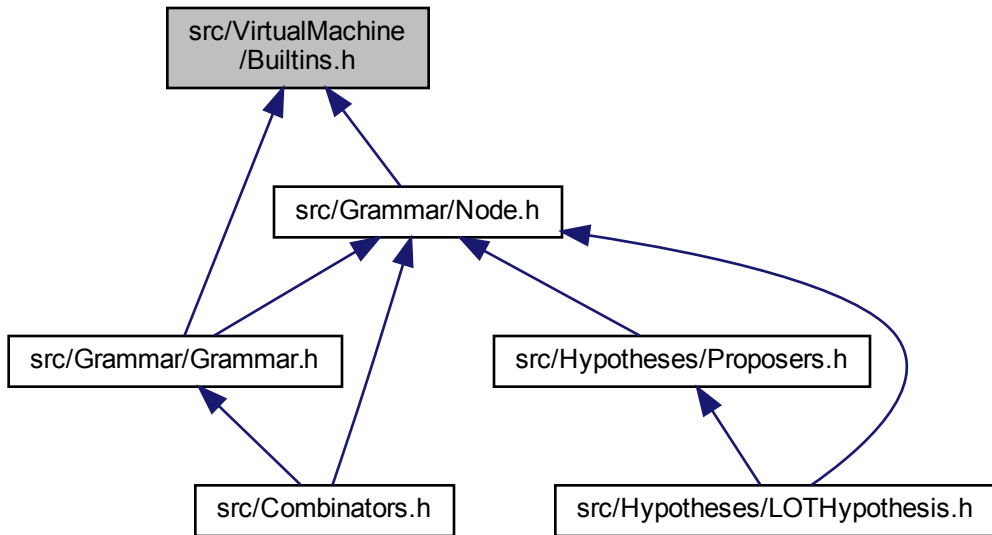 src/VirtualMachine
/Builtins.h
src/Grammar/Node.h
src/Grammar/Grammar.h
src/Hypotheses/Proposers.h
src/Combinators.h
src/Hypotheses/LOTHypothesis.h